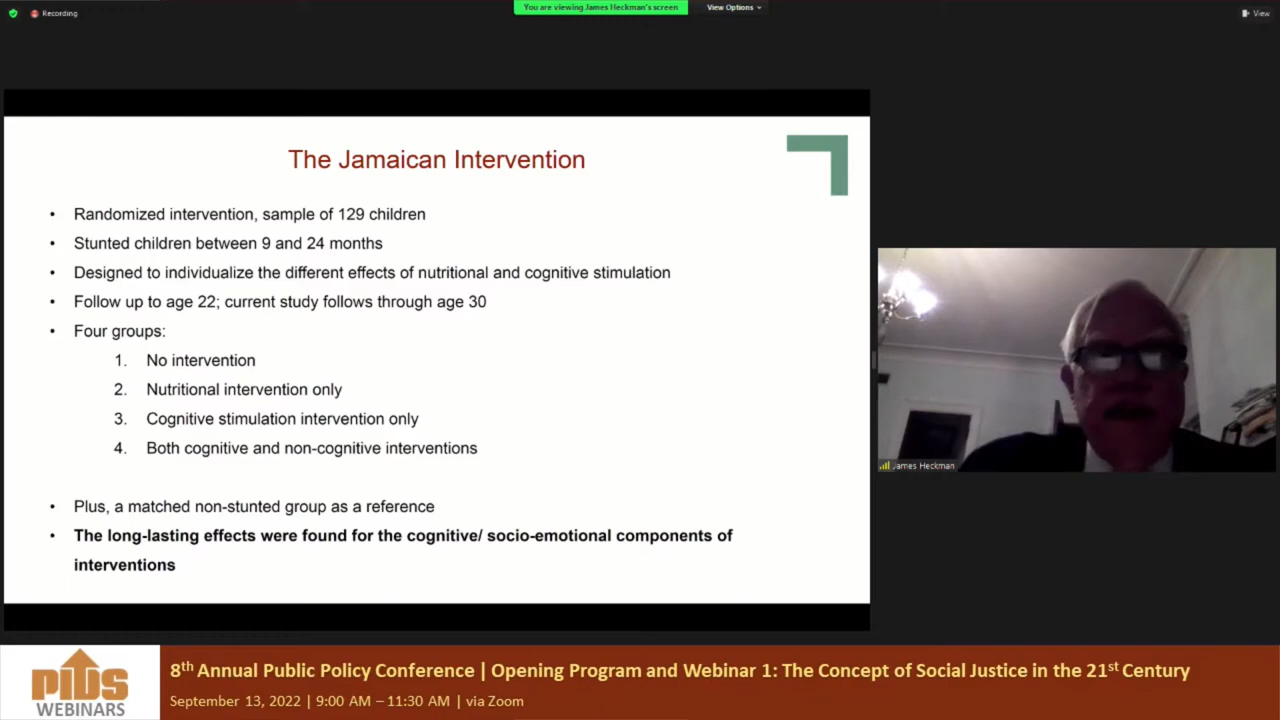 Recording
You are viewing James Heckman's screen
View Options
View
The Jamaican Intervention
• Randomized intervention, sample of 129 children
• Stunted children between 9 and 24 months
• Designed to individualize the different effects of nutritional and cognitive stimulation
• Follow up to age 22; current study follows through age 30
• Four groups:
1. No intervention
2. Nutritional intervention only
3. Cognitive stimulation intervention only
4. Both cognitive and non-cognitive interventions
• Plus, a matched non-stunted group as a reference
• The long-lasting effects were found for the cognitive/ socio-emotional components of
interventions
James Heckman
PIDS
WEBINARS
8th Annual Public Policy Conference | Opening Program and Webinar 1: The Concept of Social Justice in the 21st Century
September 13, 2022 | 9:00 AM – 11:30 AM | via Zoom